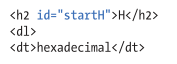 <h2 id="startH">H</h2>
<dl>
<dt>hexadecimal</dt>